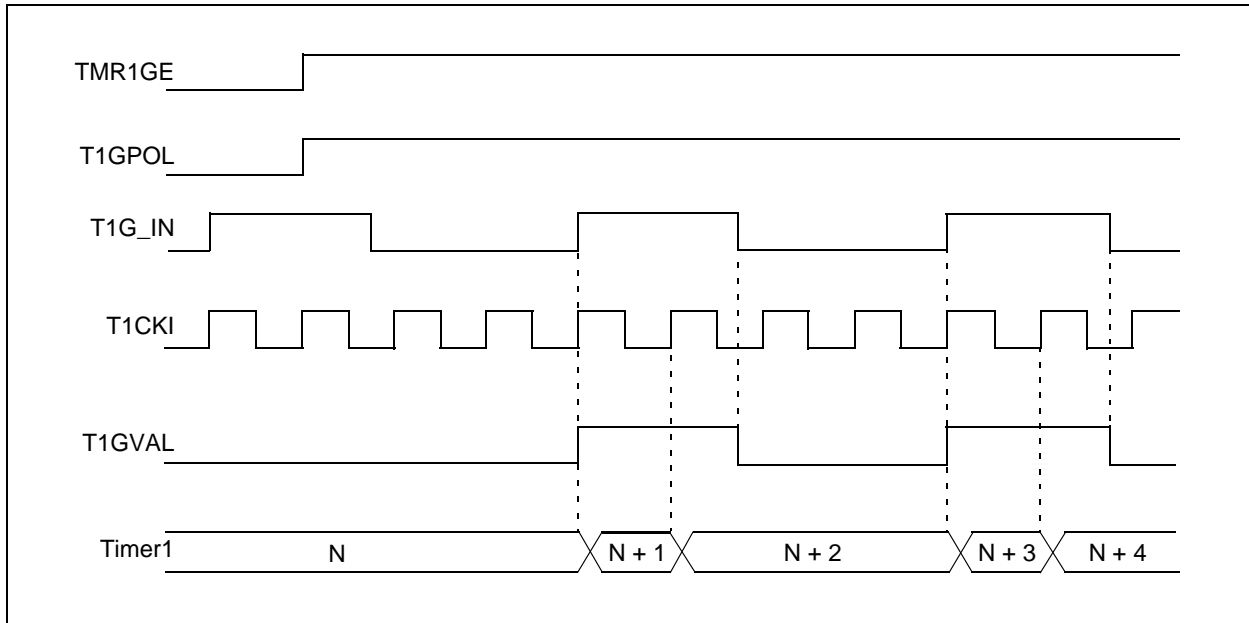 TMR1GE
T1GPOL
T1G_IN
T1CKI
T1GVAL
Timer1 N N + 1 N + 2 N + 3 N + 4